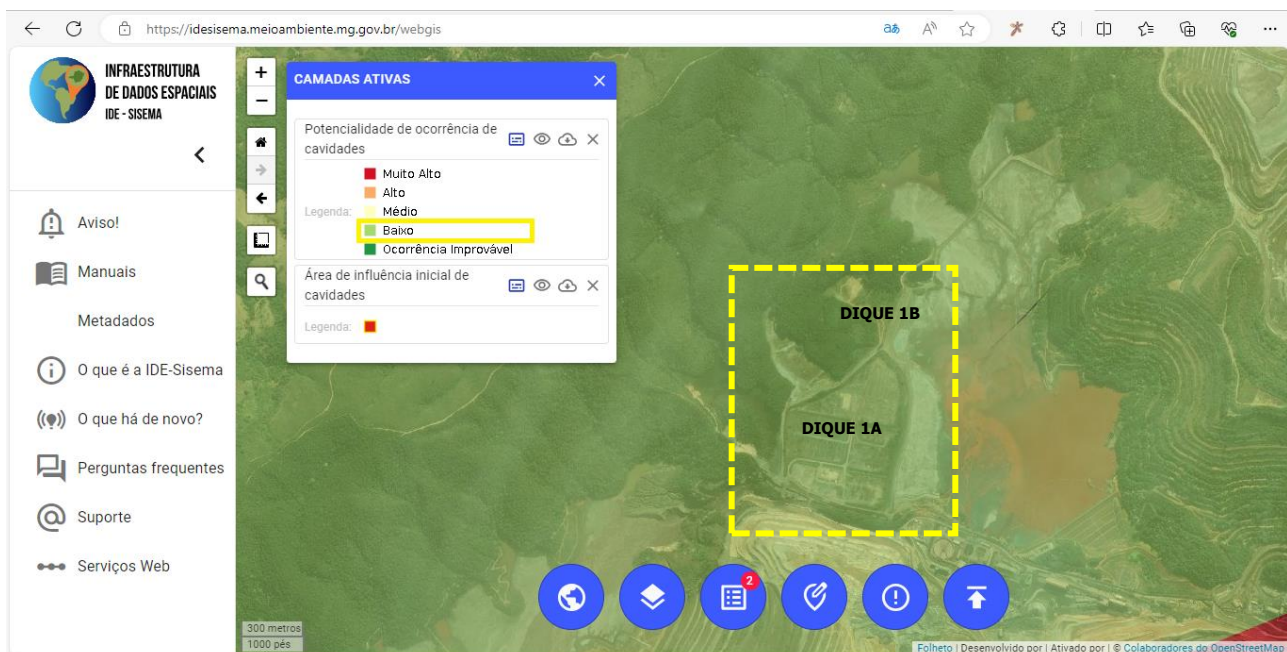 https://idesisema.meioambiente.mg.gov.br/webgis
INFRAESTRUTURA
DE DADOS ESPACIAIS
IDE - SISEMA
Aviso!
Manuais
Metadados
O que é a IDE-Sisema
O que há de novo?
Perguntas frequentes
Suporte
Serviços Web
CAMADAS ATIVAS
Potencialidade de ocorrência de
cavidades
Legenda:
Muito Alto
Alto
Médio
Baixo
Ocorrência Improvável
Área de influência inicial de
cavidades
Legenda:
DIQUE 1B
DIQUE 1A
2
300 metros
1000 pés
Folheto | Desenvolvido por | Ativado por | © Colaboradores do OpenStreetMap